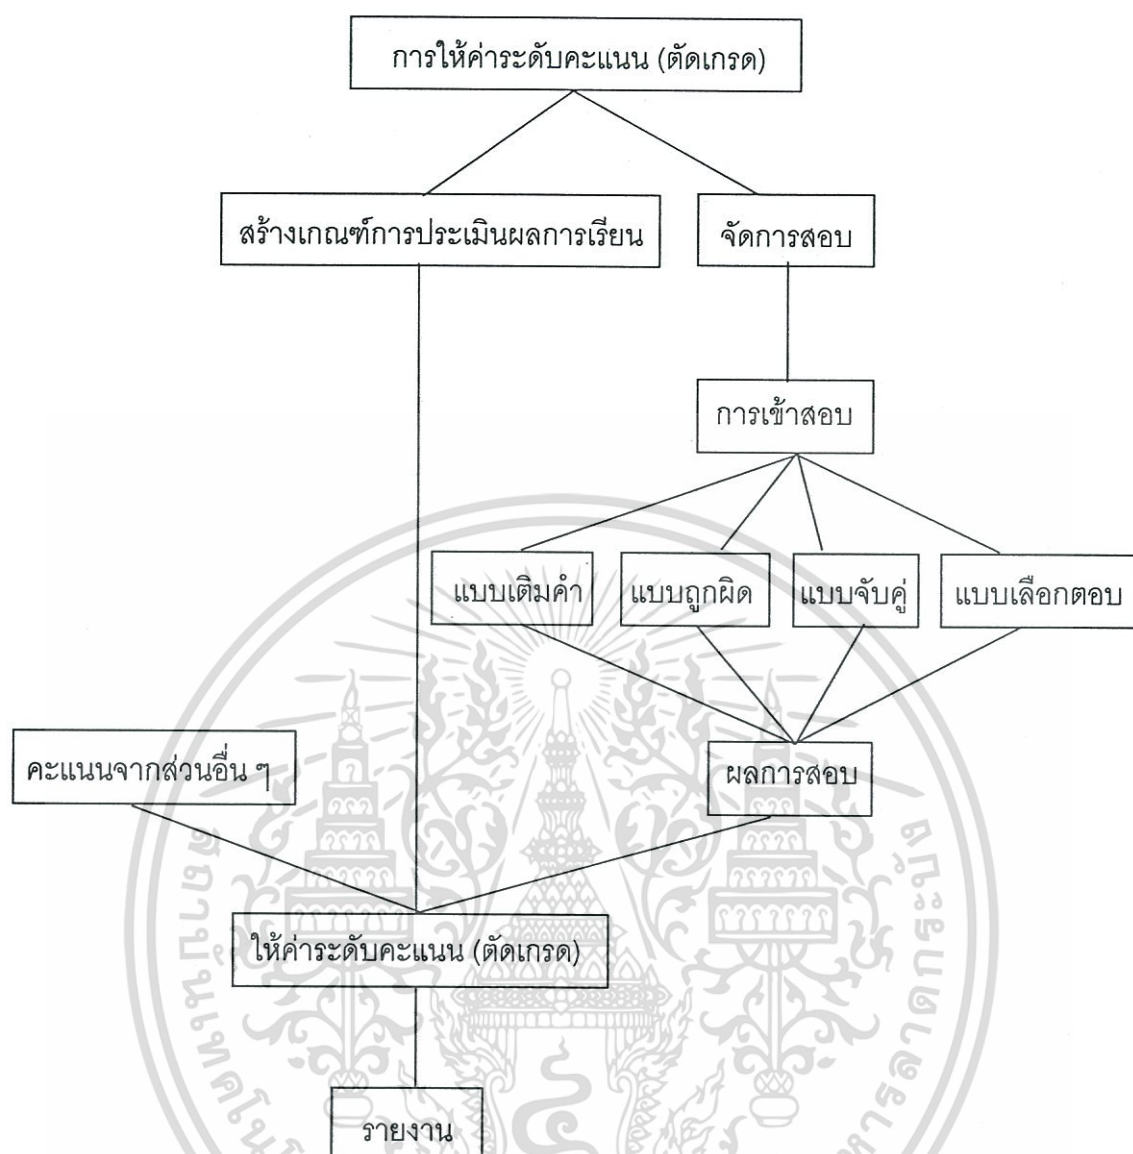 การให้ค่าระดับคะแนน (ตัดเกรด)
สร้างเกณฑ์การประเมินผลการเรียน
จัดการสอบ
การเข้าสอบ
แบบเติมคำ
แบบถูกผิด
แบบจับคู่
แบบเลือกตอบ
คะแนนจากส่วนอื่น ๆ
ผลการสอบ
ให้ค่าระดับคะแนน (ตัดเกรด)
รายงาน